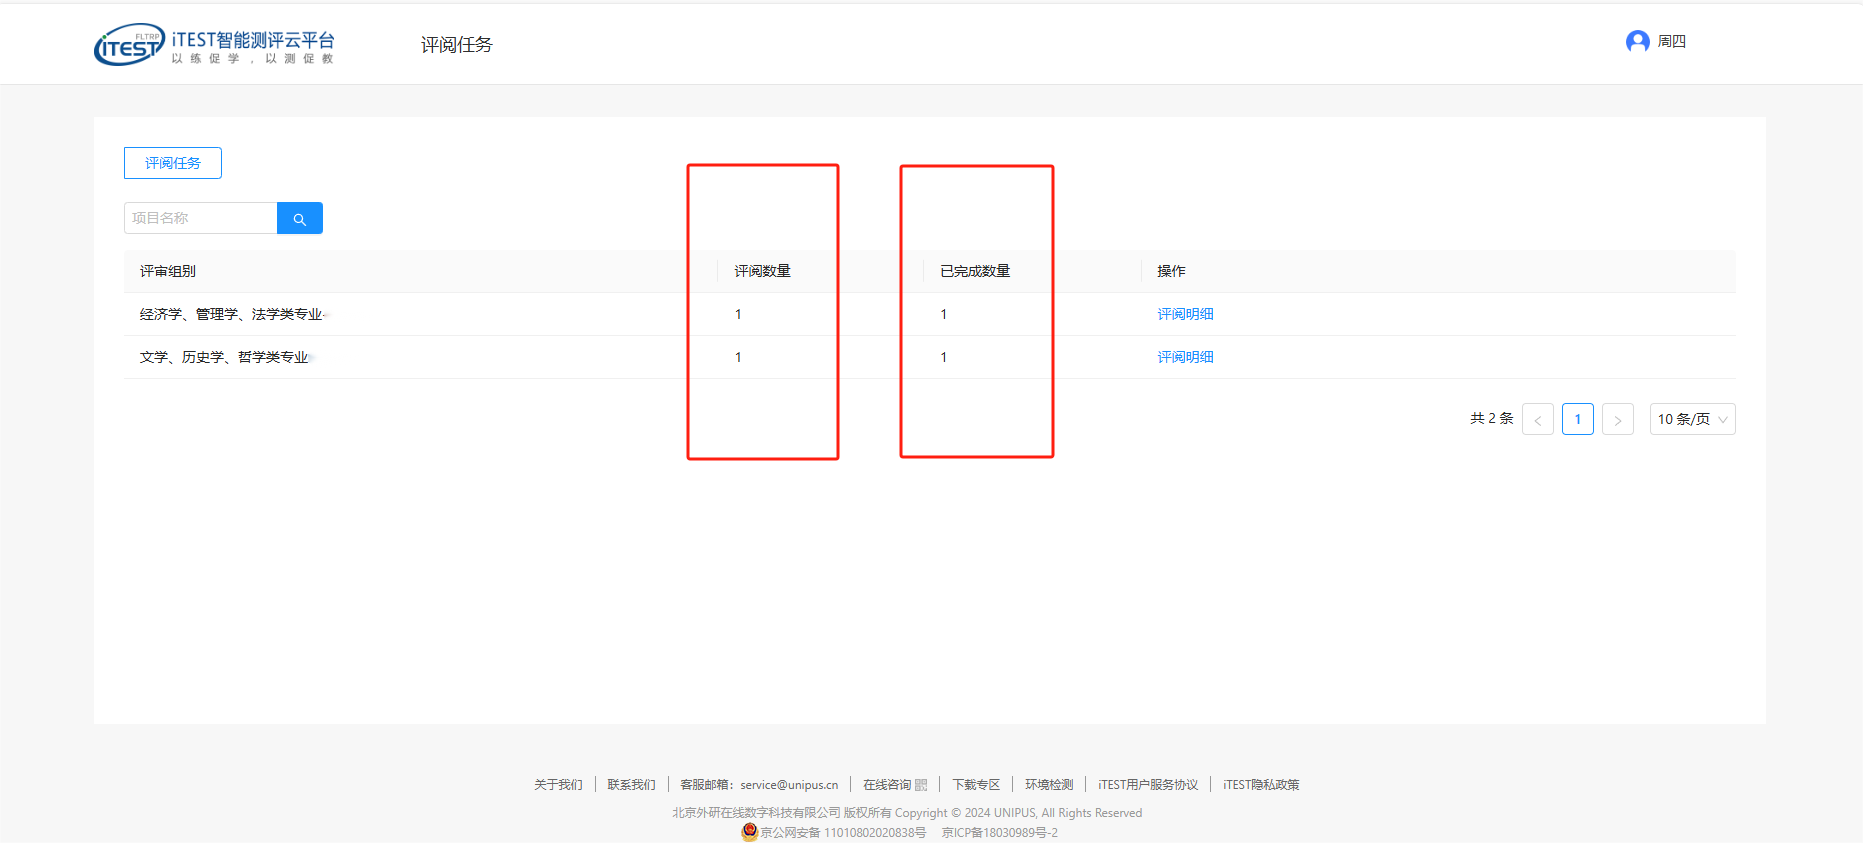 FLTRP
iTEST
iTEST智能测评云平台
以练促学，以测促教
评阅任务
周四
评阅任务
项目名称
评审组别 评阅数量 已完成数量 操作
经济学、管理学、法学类专业 1 1 评阅明细
文学、历史学、哲学类专业 1 1 评阅明细
共 2 条 < 1 > 10 条/页
关于我们 联系我们 客服邮箱：service@unipus.cn 在线咨询 下载专区 环境检测 iTEST用户服务协议 iTEST隐私政策
北京外研在线数字科技有限公司 版权所有 Copyright © 2024 UNIPUS, All Rights Reserved
京公网安备 11010802020838号 京ICP备18030989号-2